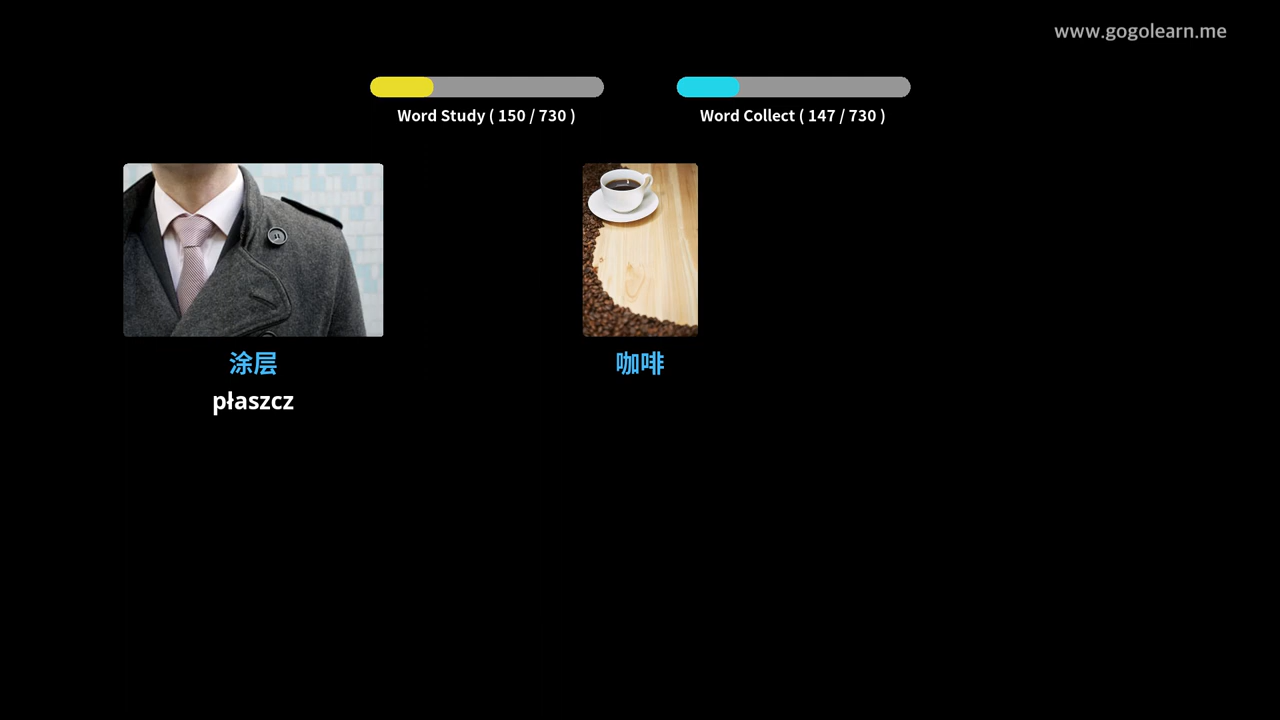 www.gogolearn.me
Word Study ( 150 / 730 )
Word Collect ( 147 / 730 )
涂层
płaszcz
咖啡